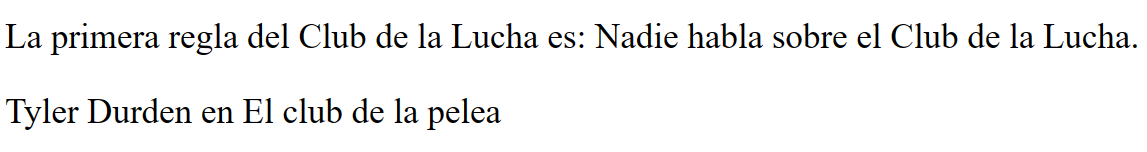 La primera regla del Club de la Lucha es: Nadie habla sobre el Club de la Lucha.
Tyler Durden en El club de la pelea